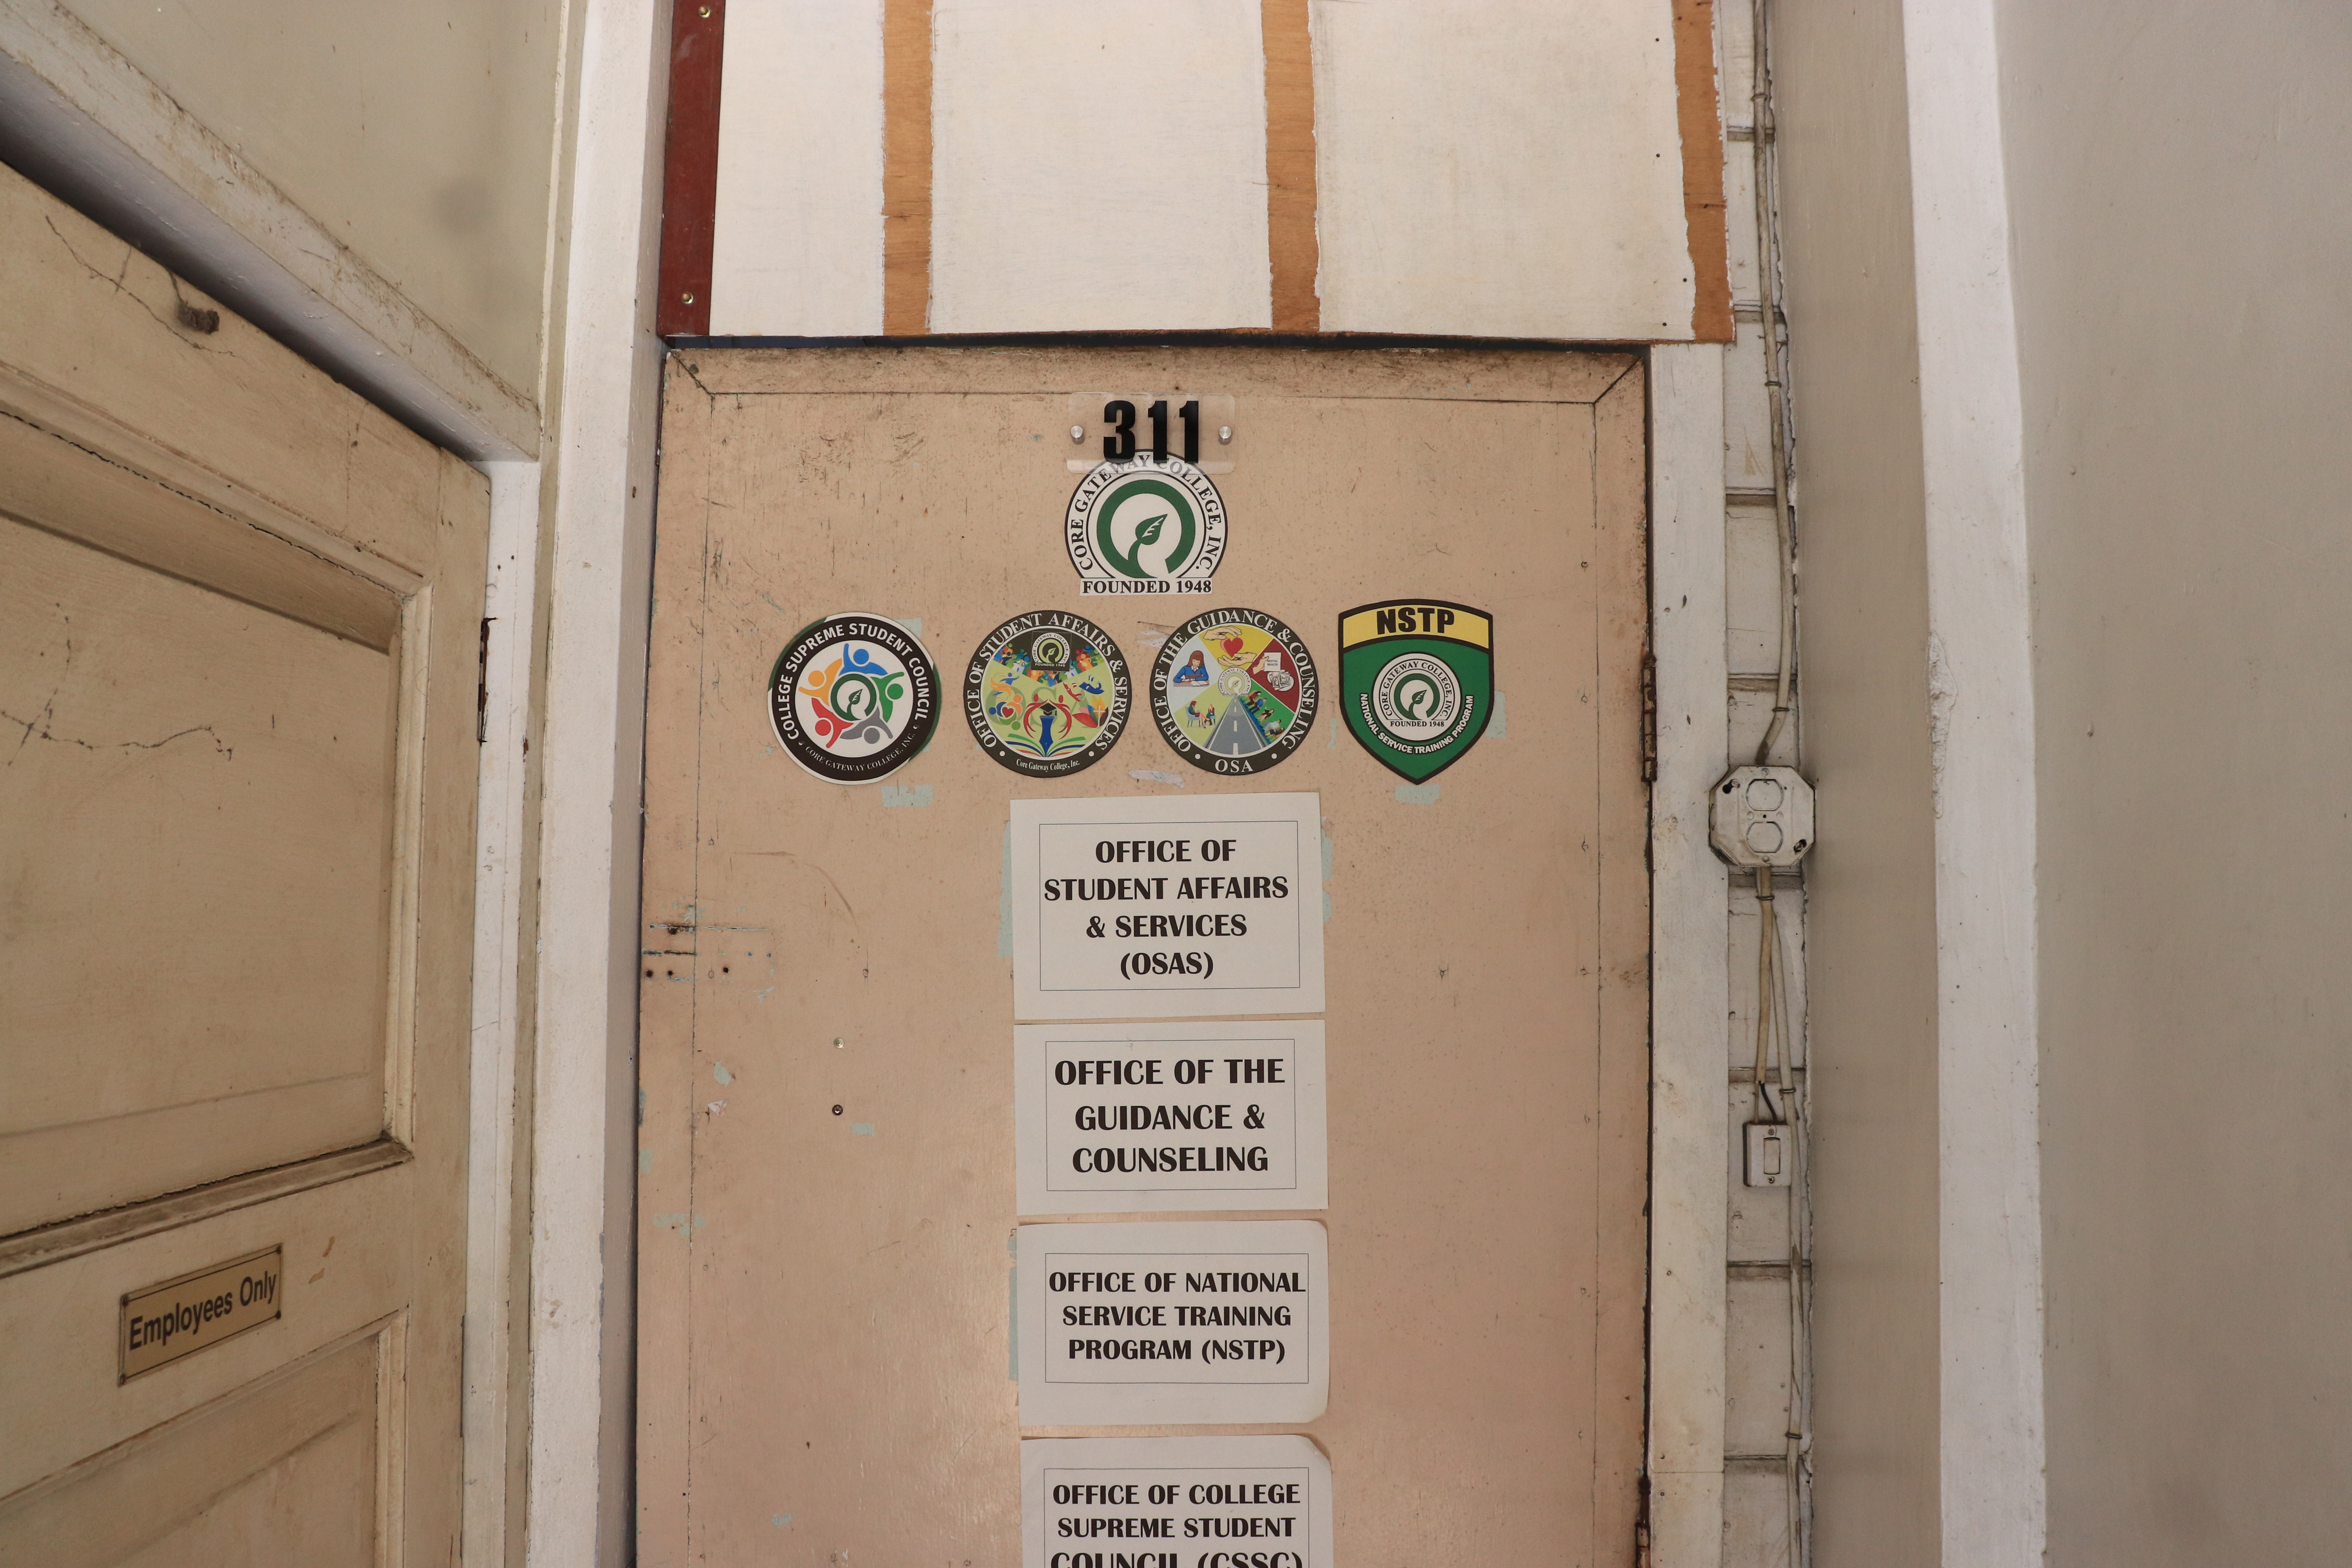 311
CORE GATEWAY COLLEGE, INC.
FOUNDED 1948
COLLEGE SUPREME STUDENT COUNCIL
CORE GATEWAY COLLEGE, INC.
OFFICE OF STUDENT AFFAIRS & SERVICES
Core Gateway College, Inc.
OFFICE OF THE GUIDANCE & COUNSELING
OSA
NSTP
CORE GATEWAY COLLEGE, INC.
FOUNDED 1948
NATIONAL SERVICE TRAINING PROGRAM
OFFICE OF
STUDENT AFFAIRS
& SERVICES
(OSAS)
OFFICE OF THE
GUIDANCE &
COUNSELING
OFFICE OF NATIONAL
SERVICE TRAINING
PROGRAM (NSTP)
OFFICE OF COLLEGE
SUPREME STUDENT
COUNCIL (CSSC)
Employees Only